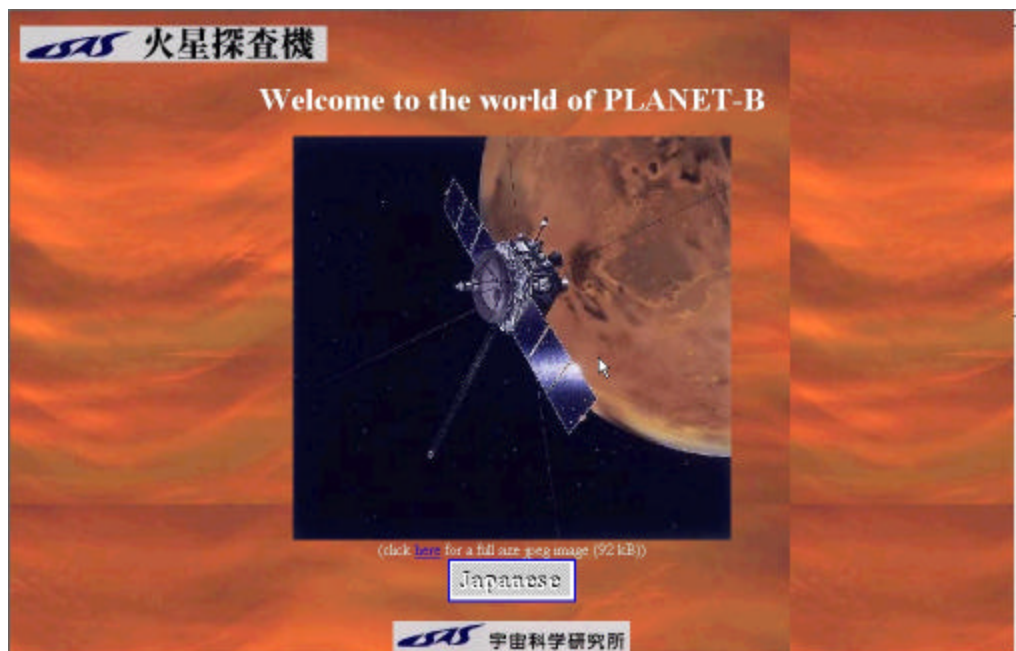 ISAS 火星探査機
Welcome to the world of PLANET-B
(click here for a full size jpeg image (92 kB))
Japanese
ISAS 宇宙科学研究所